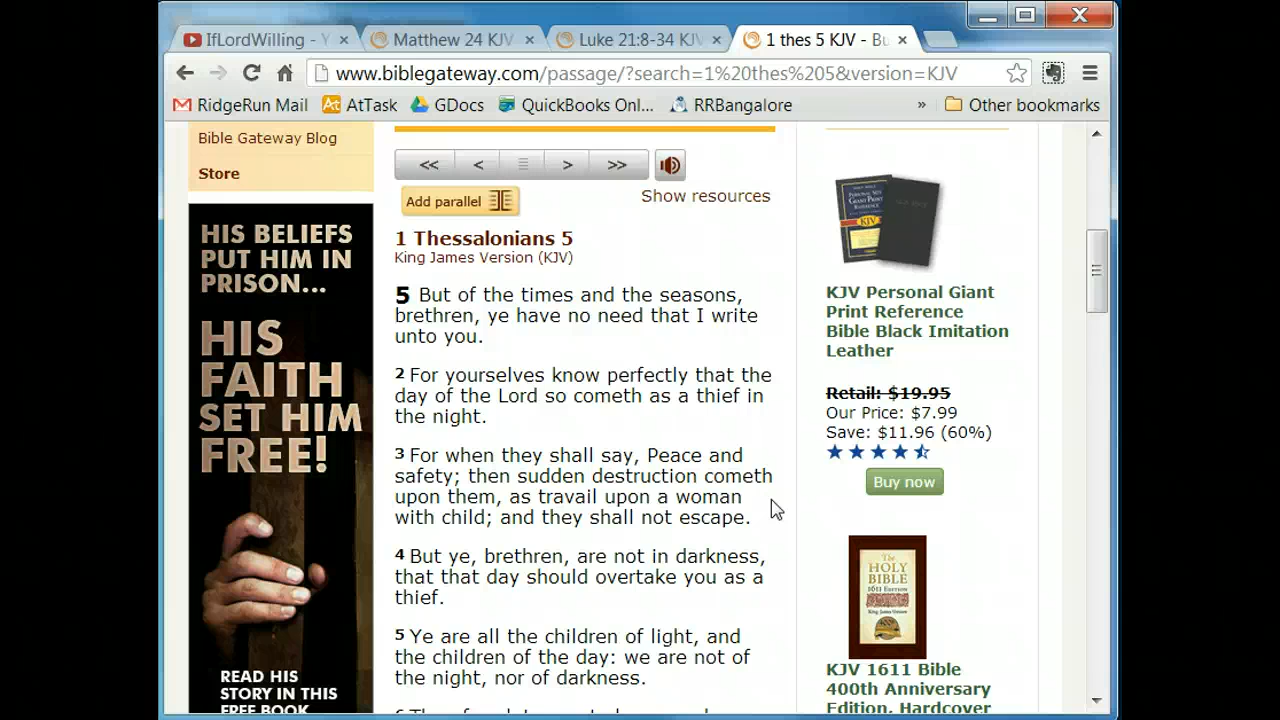 IfLordWilling - Y
Matthew 24 KJV
Luke 21:8-34 KJV
1 thes 5 KJV - Bu
www.biblegateway.com/passage/?search=1%20thes%205&version=KJV
RidgeRun Mail
AtTask
GDocs
QuickBooks Onl...
RRBangalore
»
Other bookmarks
Bible Gateway Blog
Store
HIS BELIEFS
PUT HIM IN
PRISON...
HIS
FAITH
SET HIM
FREE!
READ HIS
STORY IN THIS
FREE BOOK
<<
<
>
>>
Add parallel
Show resources
1 Thessalonians 5
King James Version (KJV)
5 But of the times and the seasons,
brethren, ye have no need that I write
unto you.
2 For yourselves know perfectly that the
day of the Lord so cometh as a thief in
the night.
3 For when they shall say, Peace and
safety; then sudden destruction cometh
upon them, as travail upon a woman
with child; and they shall not escape.
4 But ye, brethren, are not in darkness,
that that day should overtake you as a
thief.
5 Ye are all the children of light, and
the children of the day: we are not of
the night, nor of darkness.
KJV
KJV Personal Giant
Print Reference
Bible Black Imitation
Leather
Retail: $19.95
Our Price: $7.99
Save: $11.96 (60%)
Buy now
The
HOLY
BIBLE
1611 EDITION
King James Version
400
KJV 1611 Bible
400th Anniversary
Edition, Hardcover